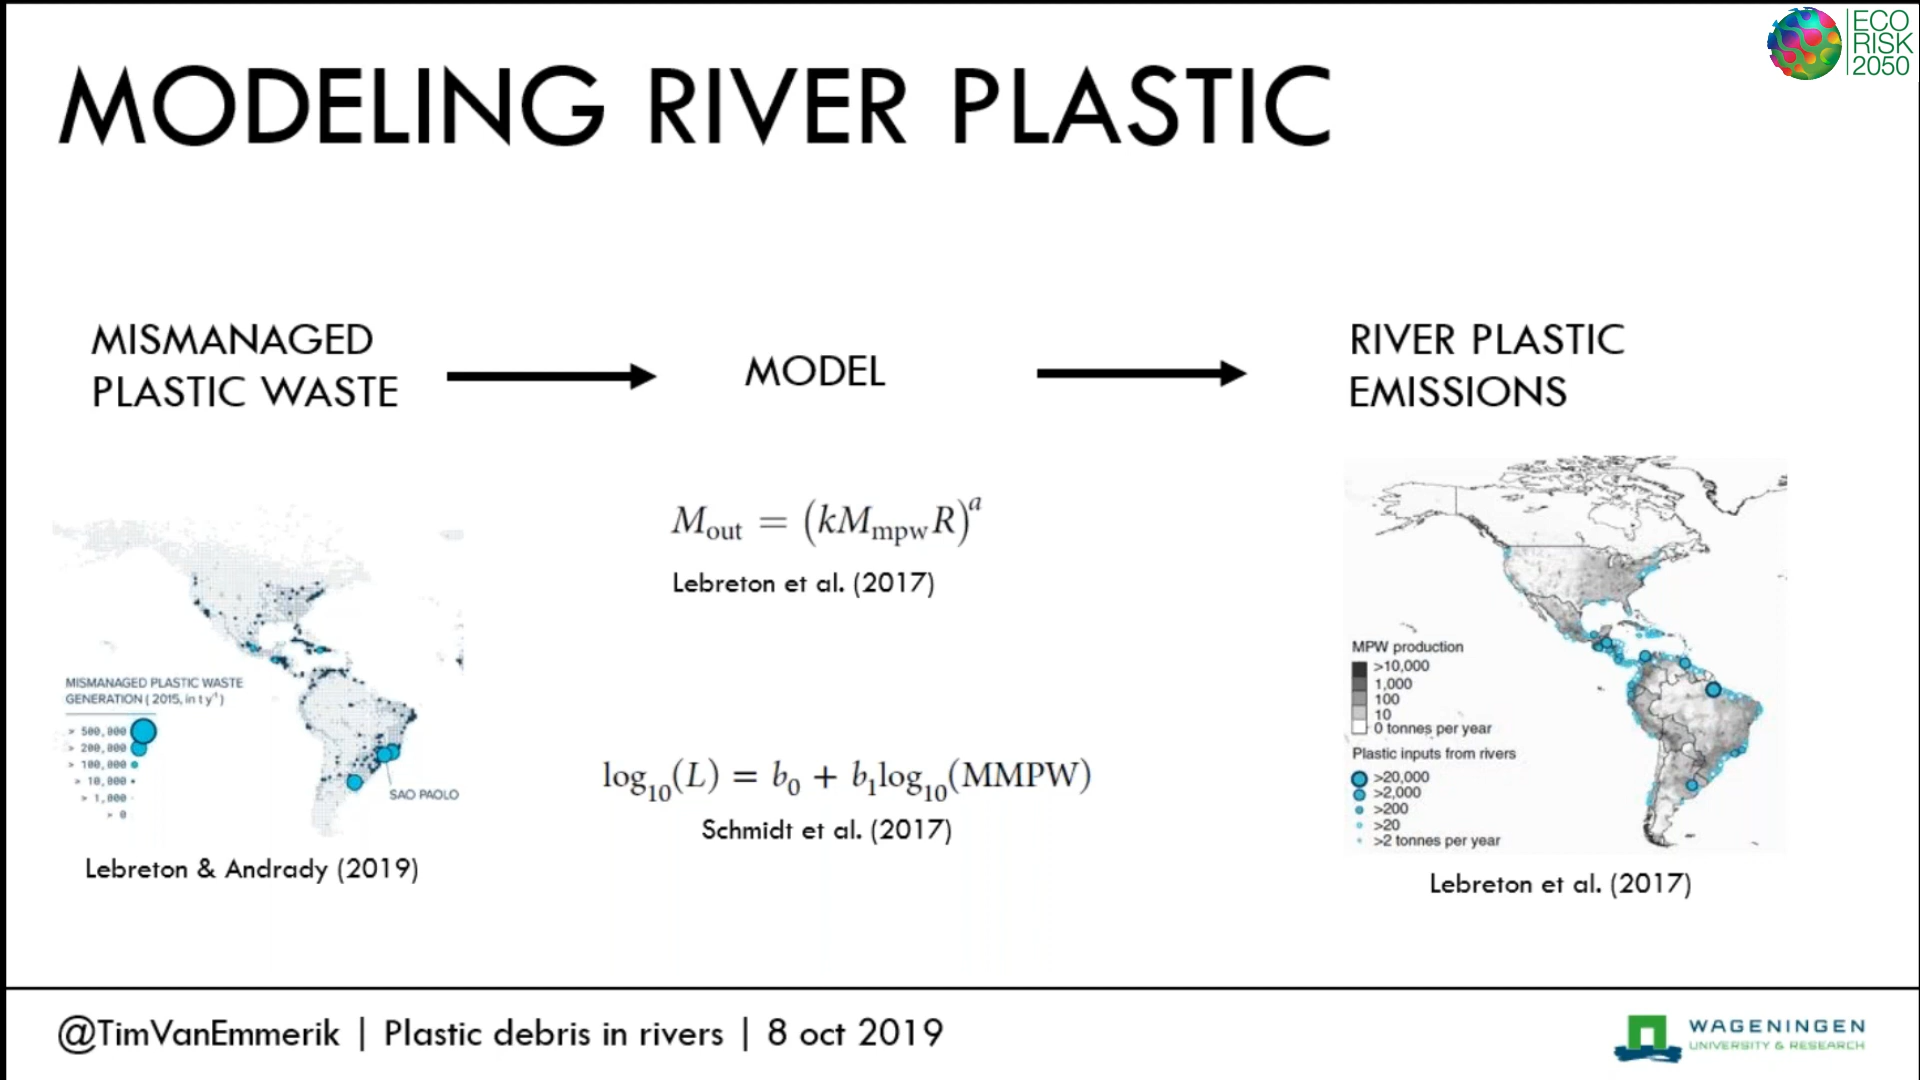 ECO
RISK
2050
MODELING RIVER PLASTIC
MISMANAGED
PLASTIC WASTE
MODEL
RIVER PLASTIC
EMISSIONS
M_out = (kM_mpw R)^a
Lebreton et al. (2017)
log_10(L) = b_0 + b_1log_10(MMPW)
Schmidt et al. (2017)
MISMANAGED PLASTIC WASTE
GENERATION ( 2015, in t y⁻¹ )
> 500,000
> 200,000
> 100,000
> 10,000
> 1,000
> 0
SAO PAOLO
Lebreton & Andrady (2019)
MPW production
>10,000
1,000
100
10
0 tonnes per year
Plastic inputs from rivers
>20,000
>2,000
>200
>20
>2 tonnes per year
Lebreton et al. (2017)
@TimVanEmmerik | Plastic debris in rivers | 8 oct 2019
WAGENINGEN
UNIVERSITY & RESEARCH